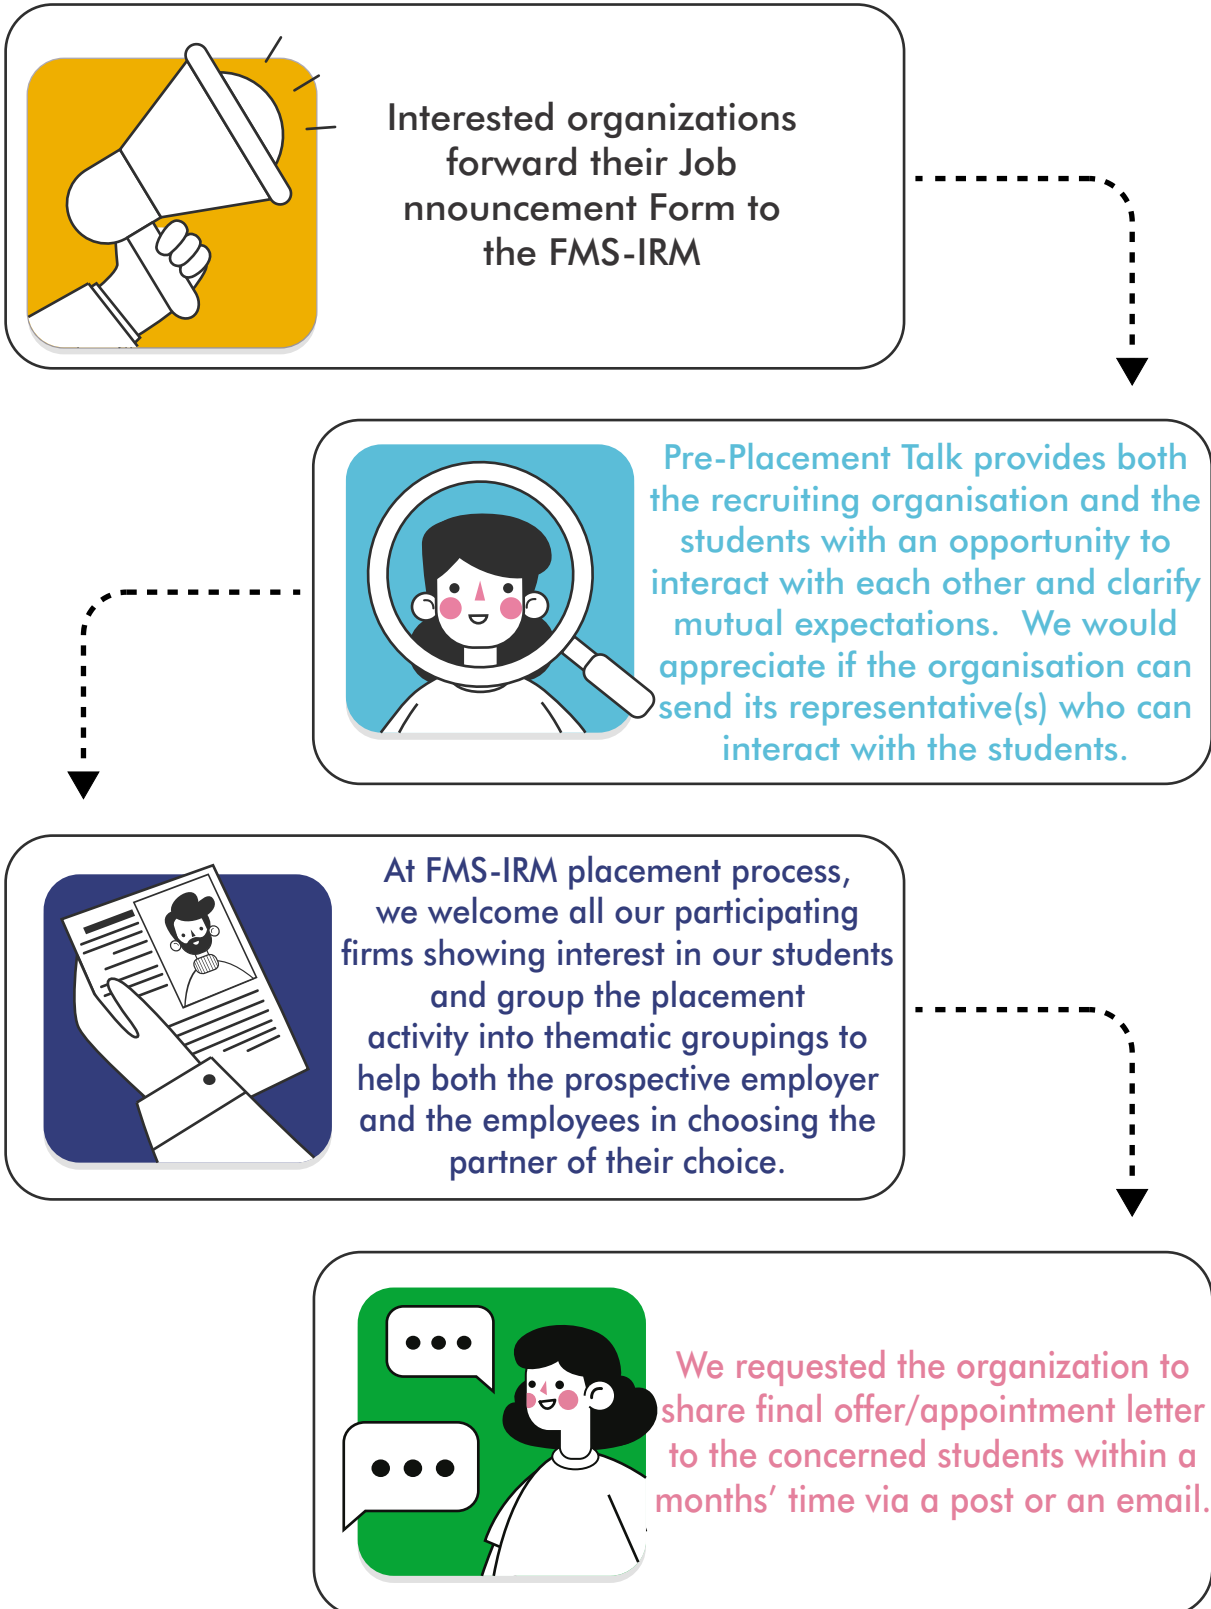 Interested organizations
forward their Job
nnouncement Form to
the FMS-IRM
Pre-Placement Talk provides both
the recruiting organisation and the
students with an opportunity to
interact with each other and clarify
mutual expectations.  We would
appreciate if the organisation can
send its representative(s) who can
interact with the students.
At FMS-IRM placement process,
we welcome all our participating
firms showing interest in our students
and group the placement
activity into thematic groupings to
help both the prospective employer
and the employees in choosing the
partner of their choice.
We requested the organization to
share final offer/appointment letter
to the concerned students within a
months’ time via a post or an email.